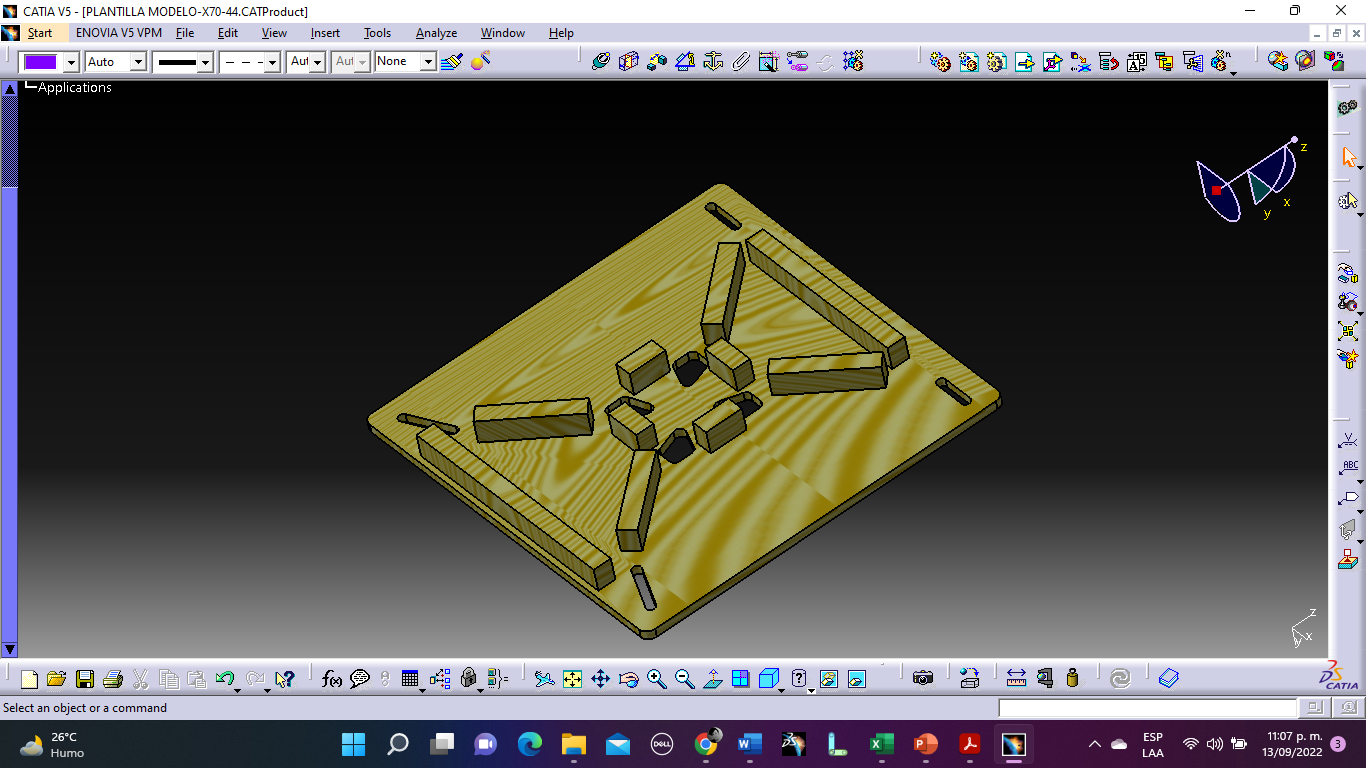 CATIA V5 - [PLANTILLA MODELO-X70-44.CATProduct]
Start ENOVIA V5 VPM File Edit View Insert Tools Analyze Window Help
Auto Aut Aut None
Applications
z
x
y
ABC
z
x
y
f(x)
CATIA
Select an object or a command
26°C
Humo
DELL
ESP
LAA
11:07 p. m.
13/09/2022
3